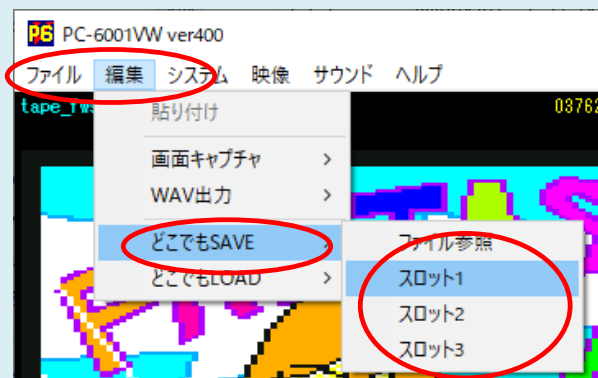 P6 PC-6001VW ver400
ファイル 編集 システム 映像 サウンド ヘルプ
03762
貼り付け
画面キャプチャ
WAV出力
どこでもSAVE
ファイル参照
どこでもLOAD
スロット1
スロット2
スロット3